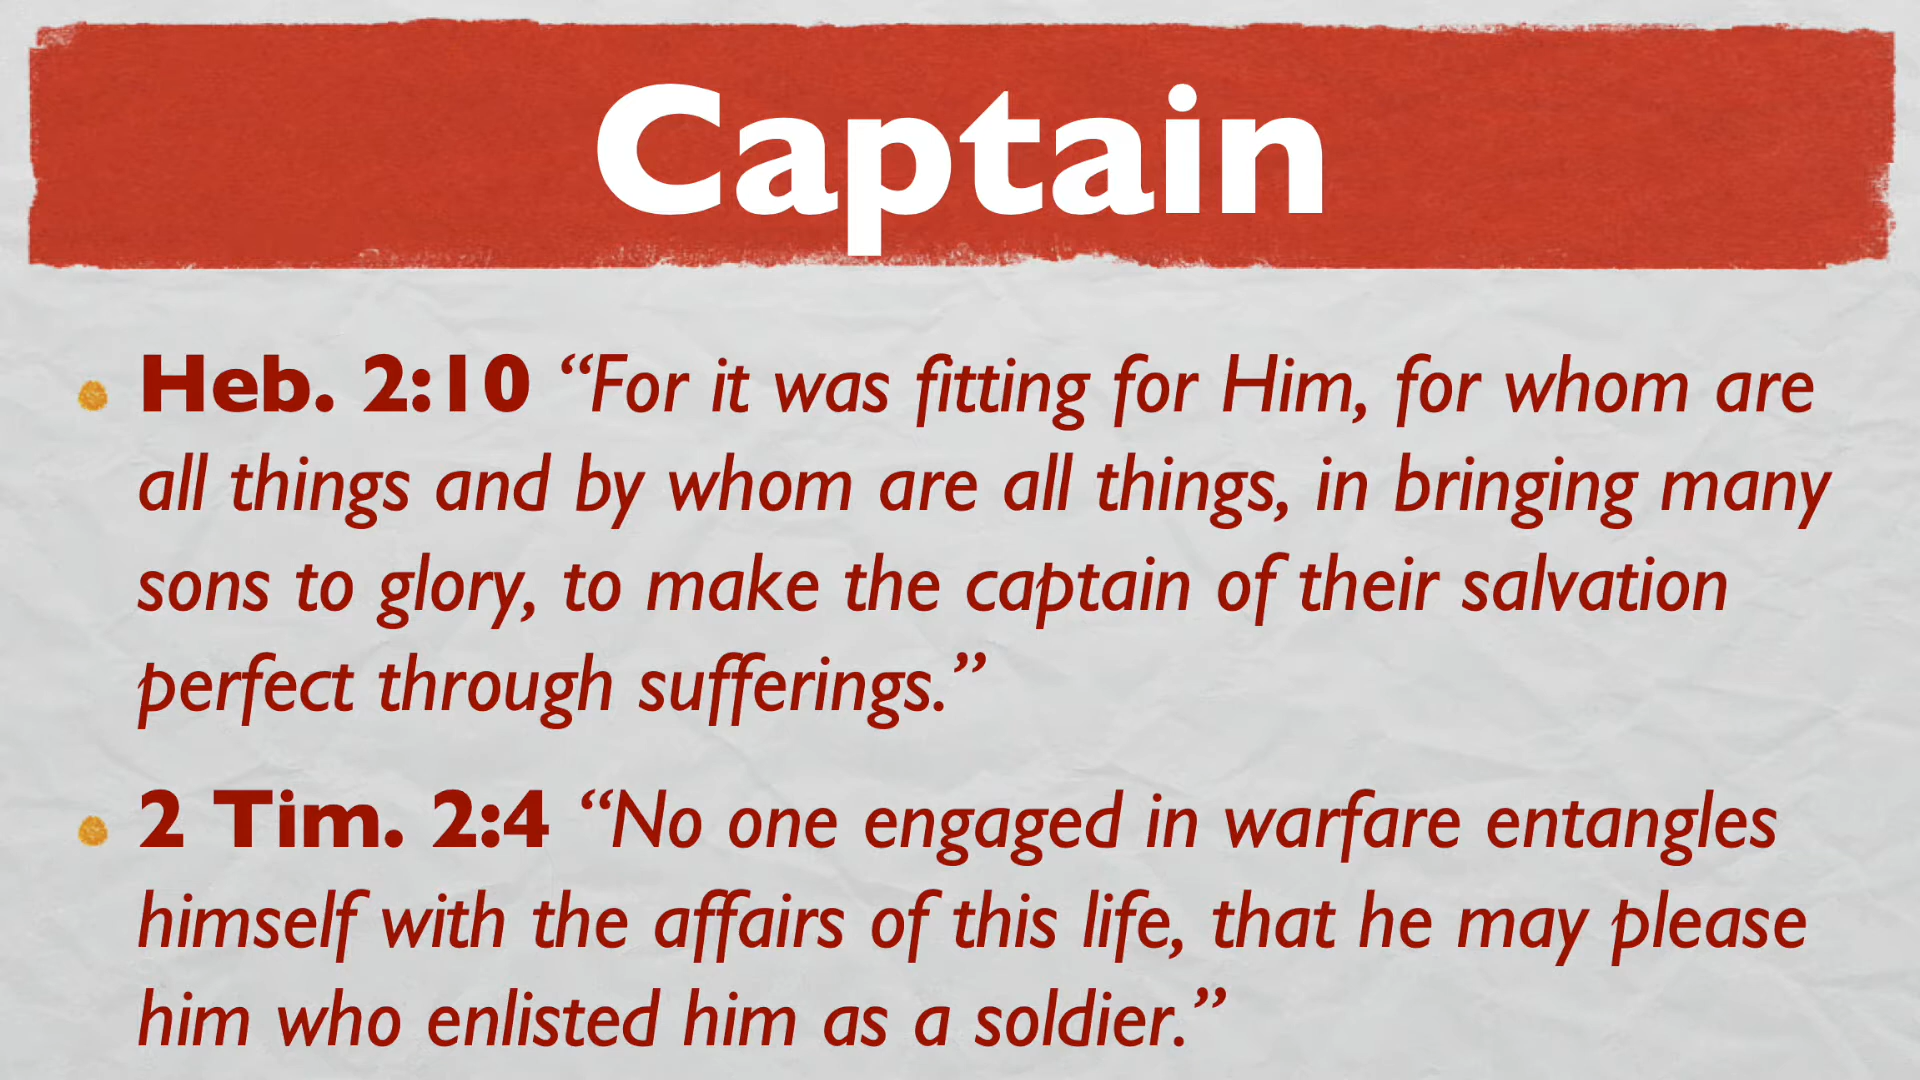 Captain
Heb. 2:10 “For it was fitting for Him, for whom are
all things and by whom are all things, in bringing many
sons to glory, to make the captain of their salvation
perfect through sufferings.”
2 Tim. 2:4 “No one engaged in warfare entangles
himself with the affairs of this life, that he may please
him who enlisted him as a soldier.”